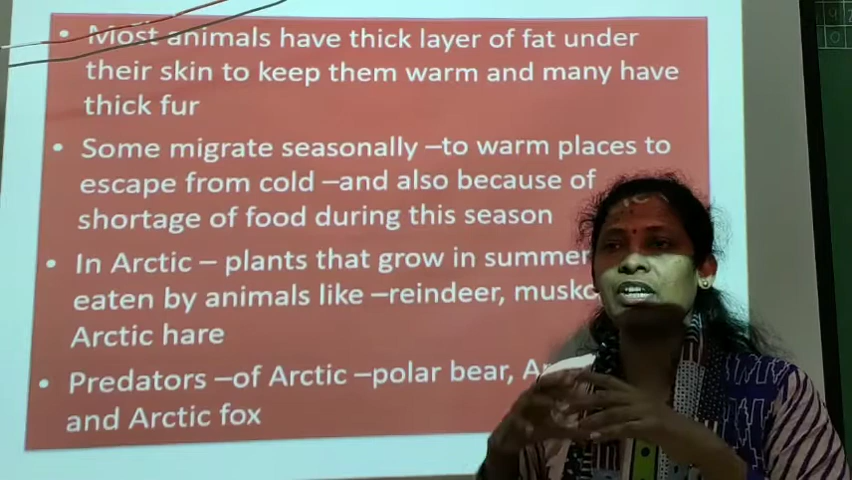 • Most animals have thick layer of fat under
their skin to keep them warm and many have
thick fur
• Some migrate seasonally –to warm places to
escape from cold –and also because of
shortage of food during this season
• In Arctic – plants that grow in summer
eaten by animals like –reindeer,
Arctic hare
• Predators –of Arctic –polar bear,
and Arctic fox